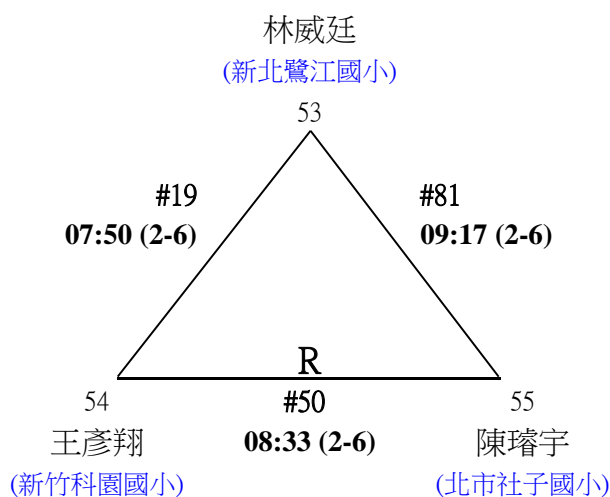 林威廷
(新北鷺江國小)
53
#19
07:50 (2-6)
#81
09:17 (2-6)
R
54
#50
55
王彥翔
08:33 (2-6)
陳璿宇
(新竹科園國小)
(北市社子國小)